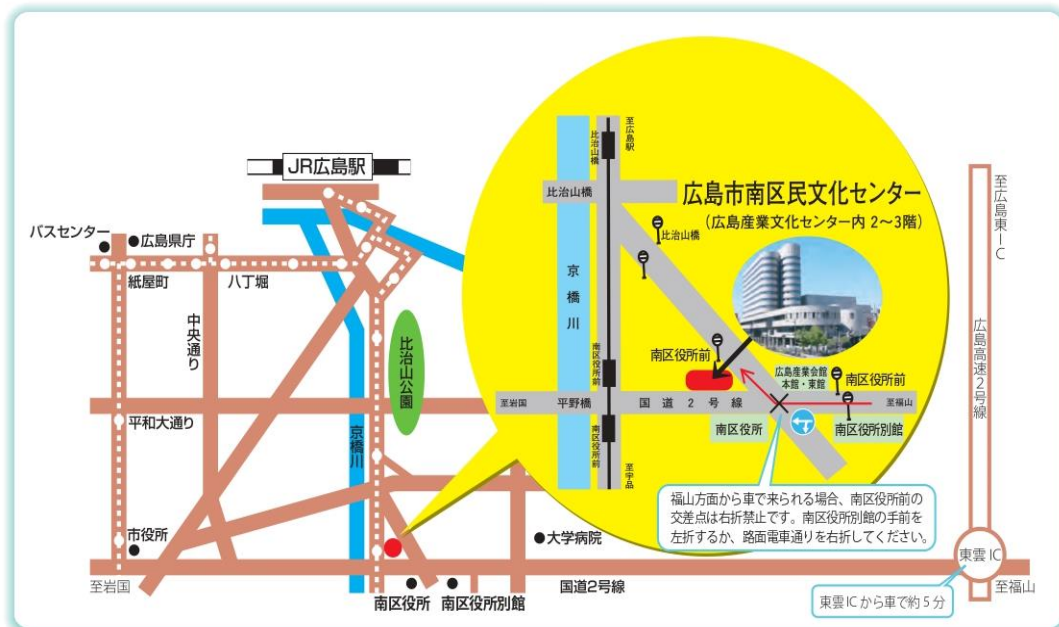 JR広島駅
バスセンター
広島県庁
紙屋町
八丁堀
中央通り
比治山公園
京橋川
平和大通り
市役所
至岩国
南区役所
南区役所別館
国道2号線
大学病院
至福山
東雲IC
東雲ICから車で約5分
広島高速2号線
至広島東IC
至広島駅
比治山橋
比治山橋
比治山橋
京橋川
広島市南区民文化センター
(広島産業文化センター内 2〜3階)
南区役所前
南区役所前
広島産業会館
本館・東館
南区役所前
至岩国
平野橋
国道2号線
至福山
南区役所
南区役所別館
南区役所前
至宇品
福山方面から車で来られる場合、南区役所前の
交差点は右折禁止です。南区役所別館の手前を
左折するか、路面電車通りを右折してください。